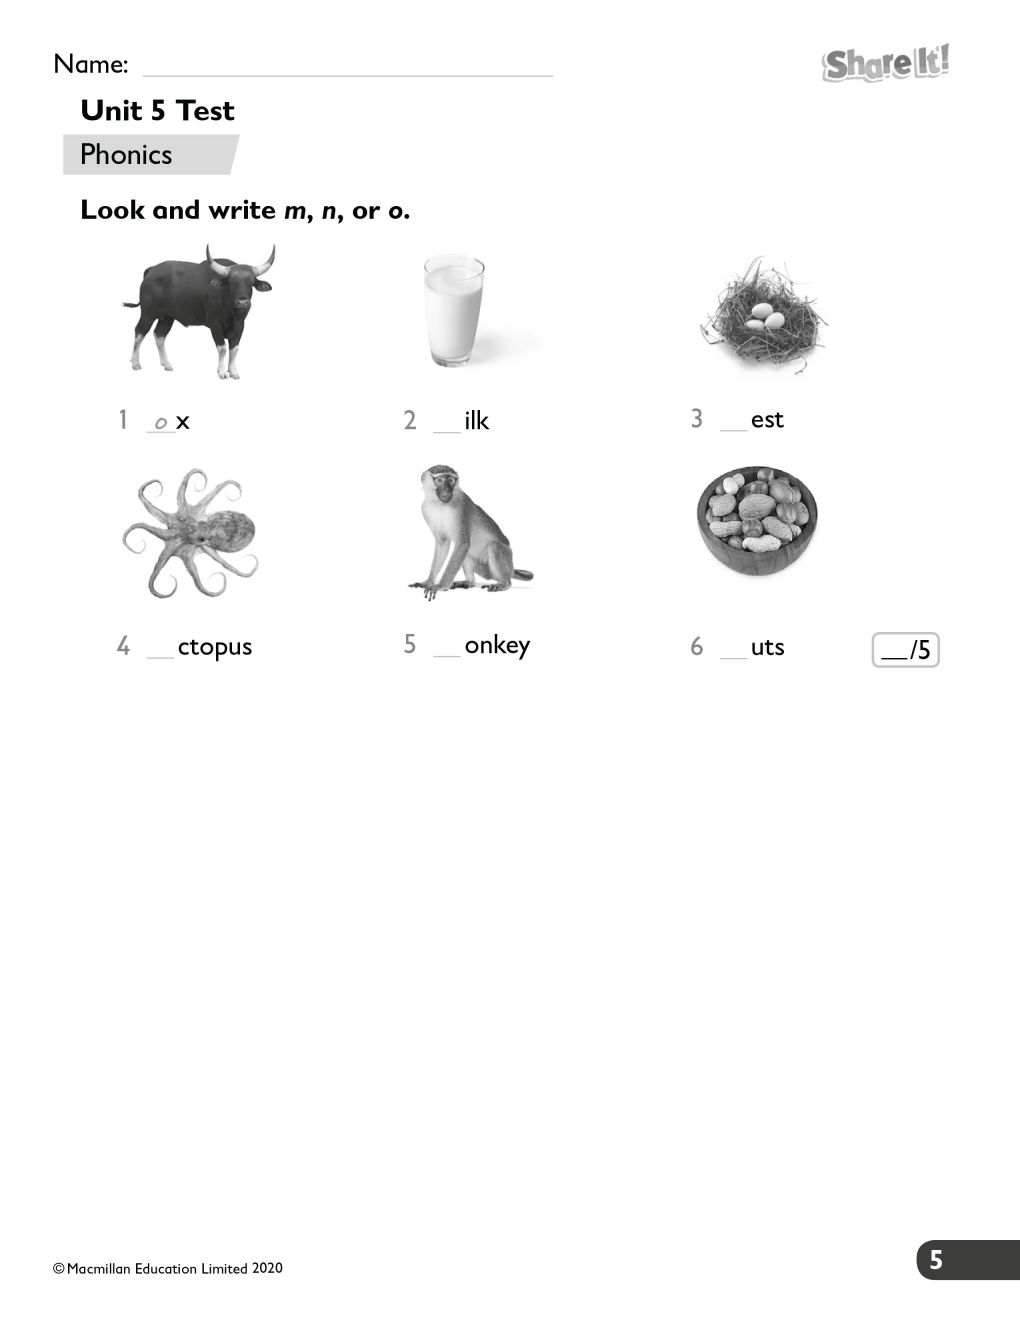 Name: ____
Share It!
Unit 5 Test
Phonics
Look and write m, n, or o.
1 o x
2 __ ilk
3 __ est
4 __ ctopus
5 __ onkey
6 __ uts
__/5
© Macmillan Education Limited 2020
5